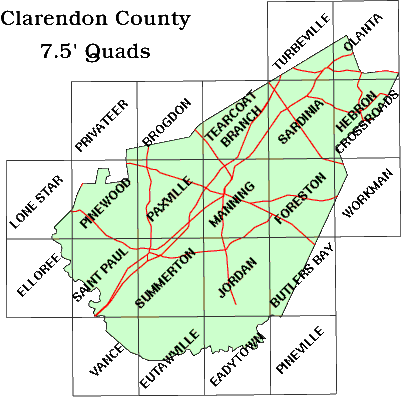 Clarendon County
7.5' Quads
TURBEVILLE
OLANTA
PRIVATEER
BROGDON
TEARCOAT
BRANCH
SARDINIA
HEBRON
CROSSROADS
LONE STAR
PINEWOOD
PAXVILLE
MANNING
FORESTON
WORKMAN
ELLOREE
SAINT PAUL
SUMMERTON
JORDAN
BUTLERS BAY
VANCE
EUTAWVILLE
EADYTOWN
PINEVILLE